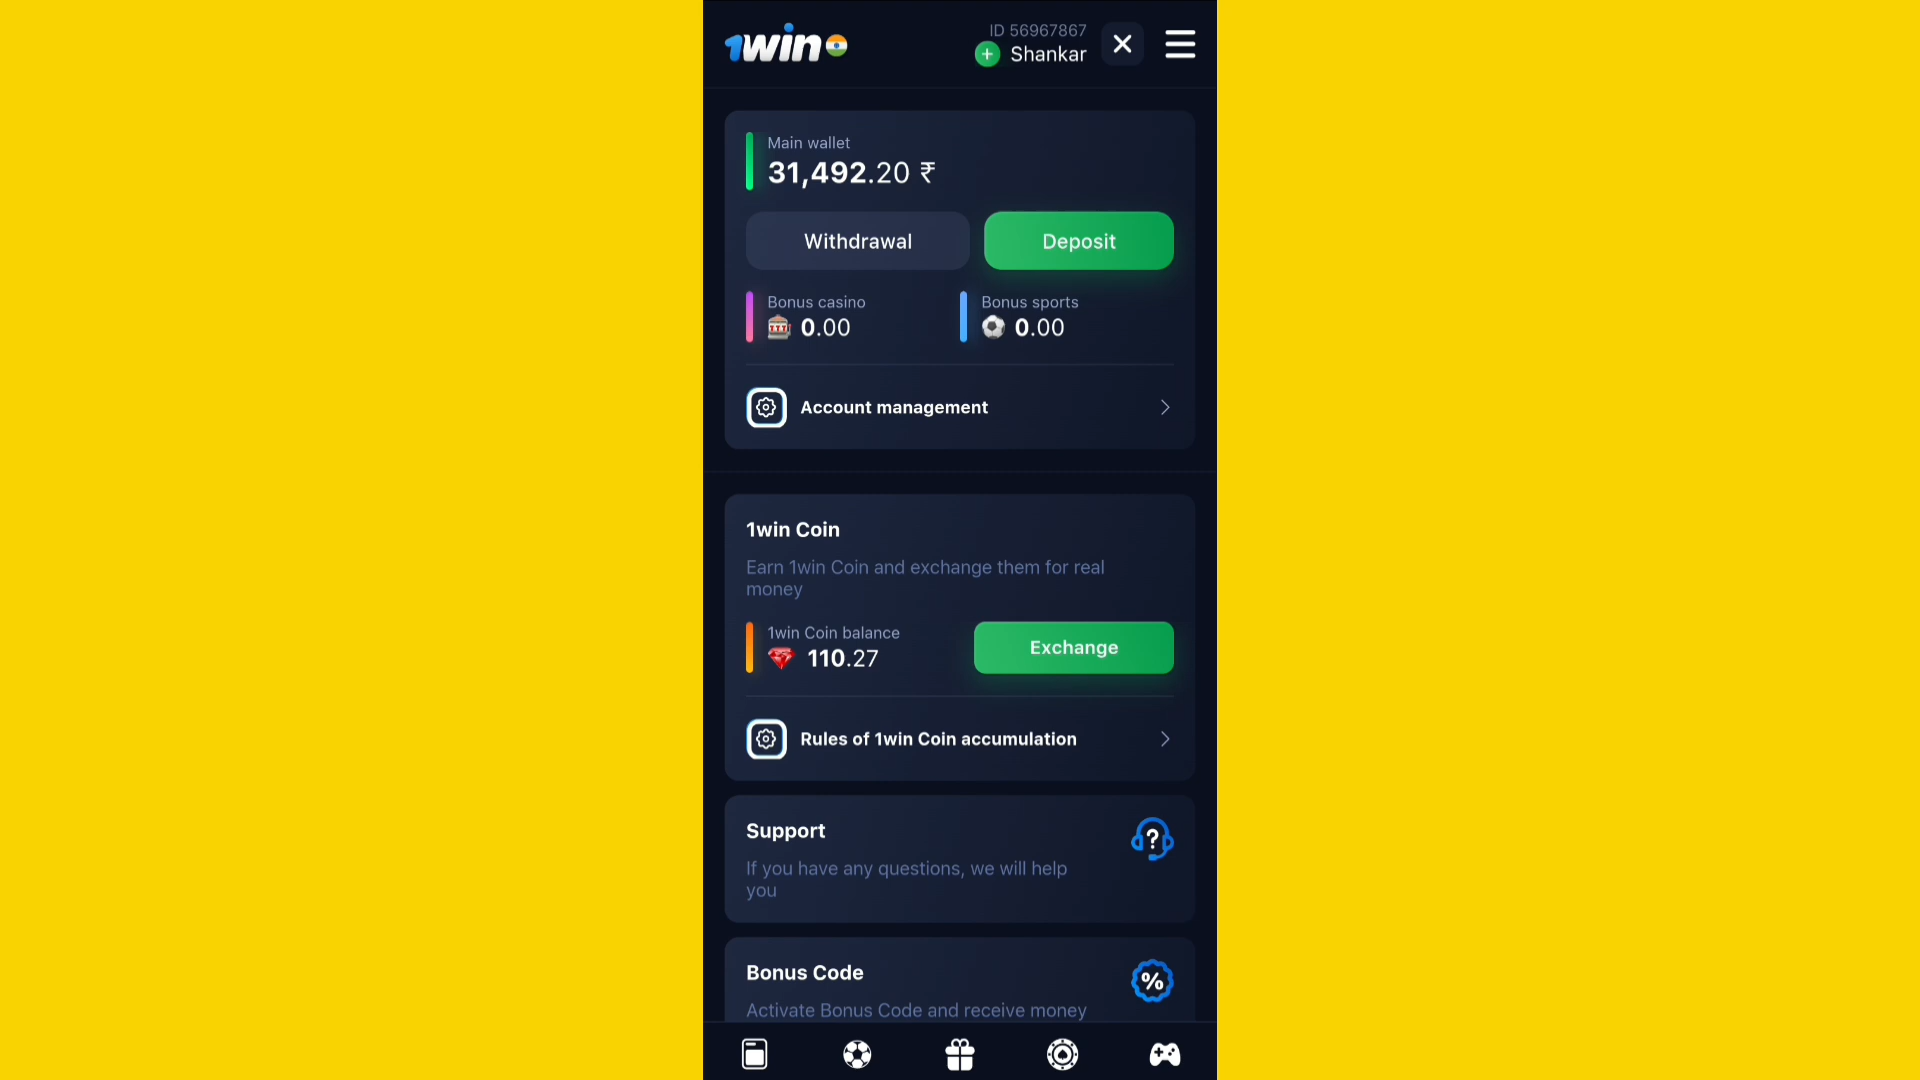 1win
ID 56967867
Shankar
Main wallet
31,492.20 ₹
Withdrawal
Deposit
Bonus casino
0.00
Bonus sports
0.00
Account management
1win Coin
Earn 1win Coin and exchange them for real
money
1win Coin balance
110.27
Exchange
Rules of 1win Coin accumulation
Support
If you have any questions, we will help
you
Bonus Code
Activate Bonus Code and receive money